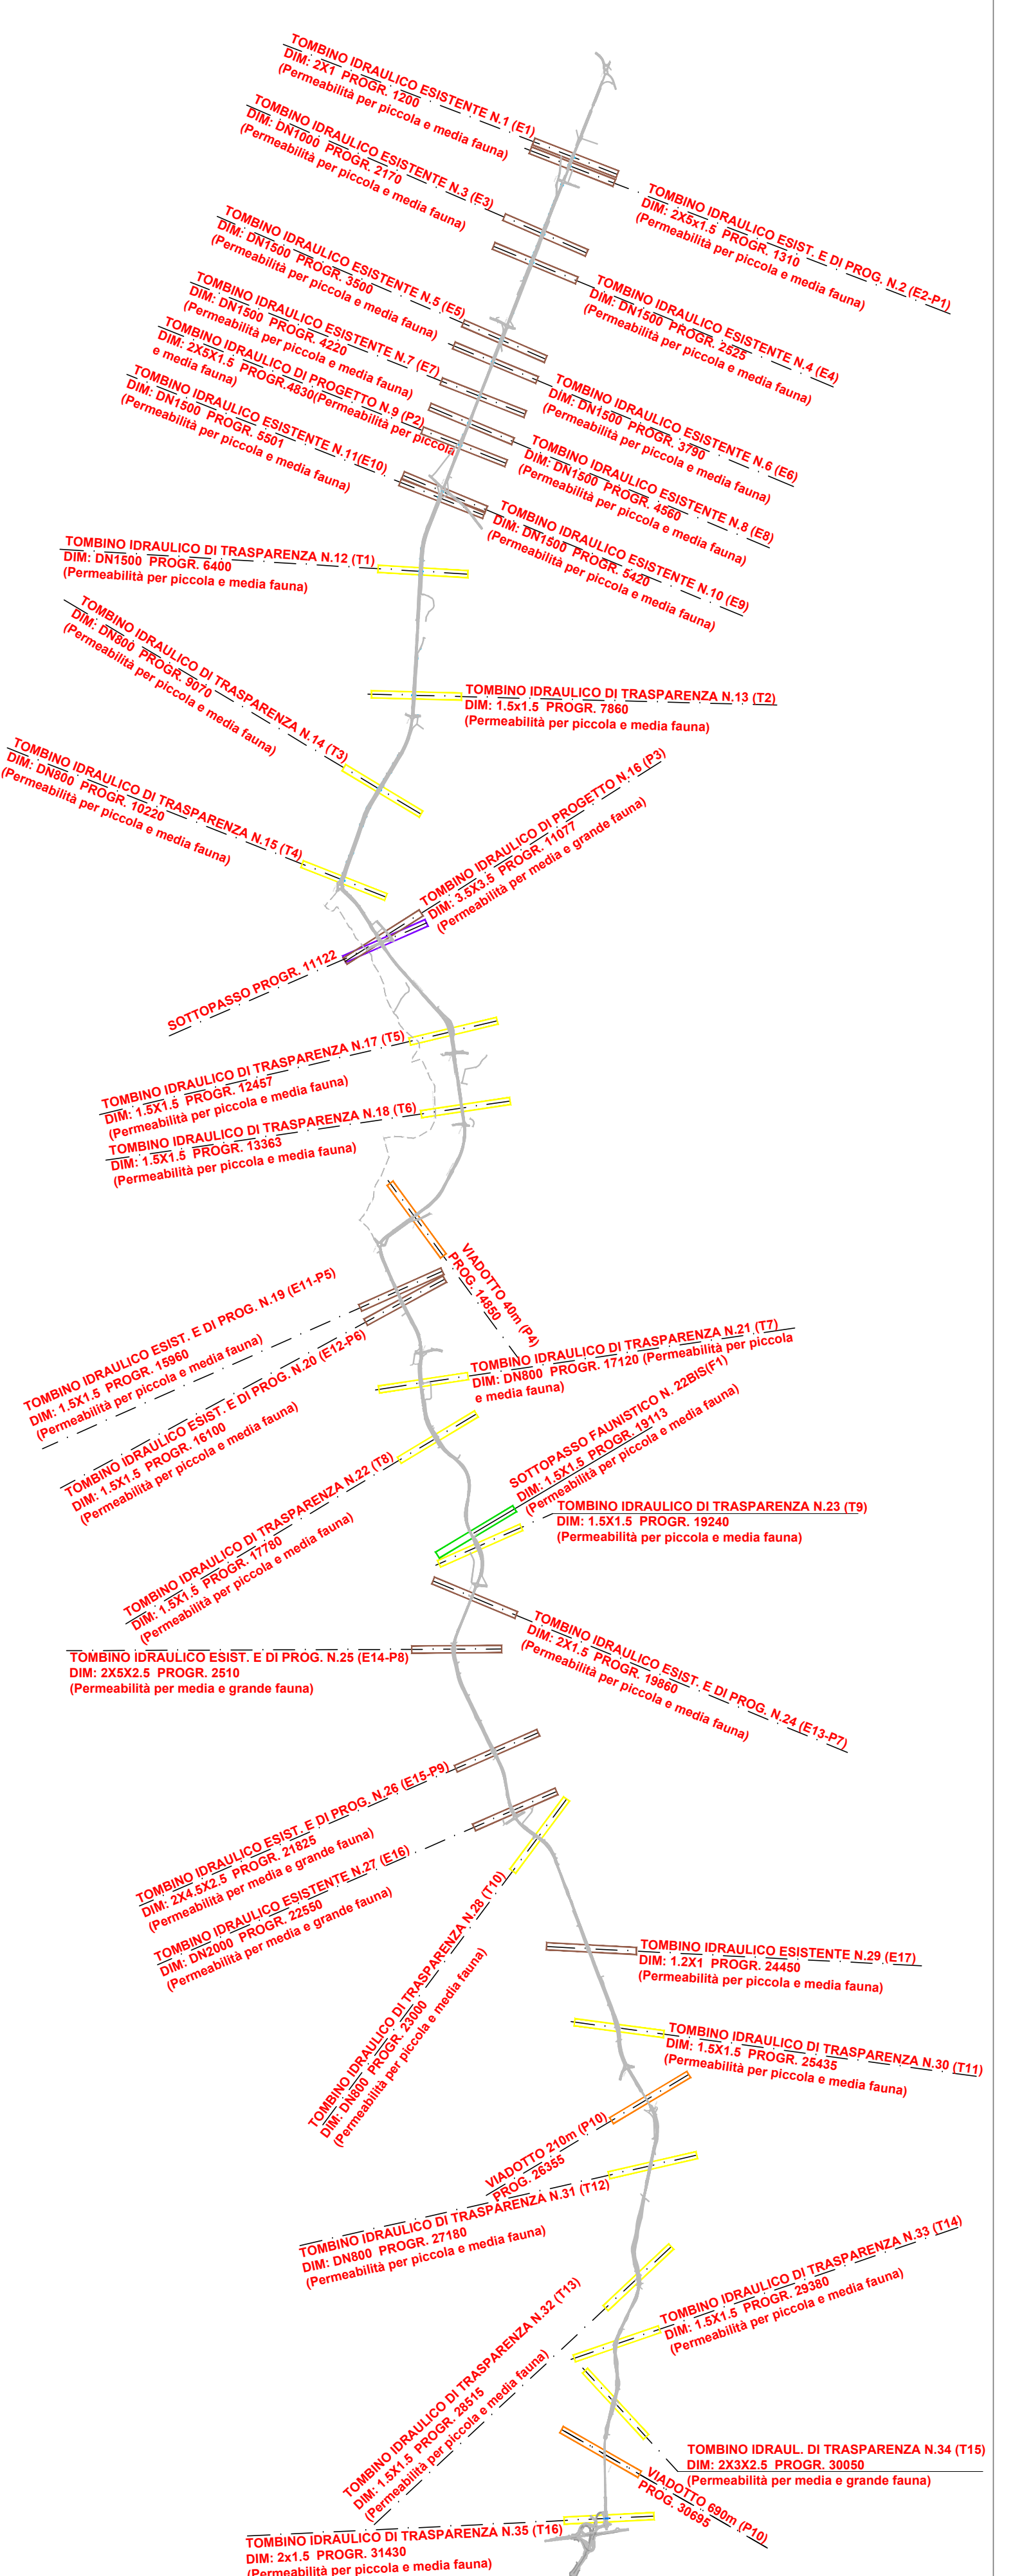 TOMBINO IDRAULICO ESISTENTE N.1 (E1)
DIM: 2X1 PROGR. 1200
(Permeabilità per piccola e media fauna)
TOMBINO IDRAULICO ESIST. E DI PROG. N.2 (E2-P1)
DIM: 2X5x1.5 PROGR. 1310
(Permeabilità per piccola e media fauna)
TOMBINO IDRAULICO ESISTENTE N.3 (E3)
DIM: DN1000 PROGR. 2170
(Permeabilità per piccola e media fauna)
TOMBINO IDRAULICO ESISTENTE N.4 (E4)
DIM: DN1500 PROGR. 2525
(Permeabilità per piccola e media fauna)
TOMBINO IDRAULICO ESISTENTE N.5 (E5)
DIM: DN1500 PROGR. 3500
(Permeabilità per piccola e media fauna)
TOMBINO IDRAULICO ESISTENTE N.6 (E6)
DIM: DN1500 PROGR. 3790
(Permeabilità per piccola e media fauna)
TOMBINO IDRAULICO ESISTENTE N.7 (E7)
DIM: DN1500 PROGR. 4220
(Permeabilità per piccola e media fauna)
TOMBINO IDRAULICO ESISTENTE N.8 (E8)
DIM: DN1500 PROGR. 4560
(Permeabilità per piccola e media fauna)
TOMBINO IDRAULICO DI PROGETTO N.9 (P2)
DIM: 2X5X1.5 PROGR.4830(Permeabilità per piccola
e media fauna)
TOMBINO IDRAULICO ESISTENTE N.11(E10)
DIM: DN1500 PROGR. 5501
(Permeabilità per piccola e media fauna)
TOMBINO IDRAULICO ESISTENTE N.10 (E9)
DIM: DN1500 PROGR. 5420
(Permeabilità per piccola e media fauna)
TOMBINO IDRAULICO DI TRASPARENZA N.12 (T1)
DIM: DN1500 PROGR. 6400
(Permeabilità per piccola e media fauna)
TOMBINO IDRAULICO DI TRASPARENZA N.13 (T2)
DIM: 1.5x1.5 PROGR. 7860
(Permeabilità per piccola e media fauna)
TOMBINO IDRAULICO DI TRASPARENZA N.14 (T3)
DIM: DN800 PROGR. 9070
(Permeabilità per piccola e media fauna)
TOMBINO IDRAULICO DI TRASPARENZA N.15 (T4)
DIM: DN800 PROGR. 10220
(Permeabilità per piccola e media fauna)
TOMBINO IDRAULICO DI PROGETTO N.16 (P3)
DIM: 3.5X3.5 PROGR. 11077
(Permeabilità per media e grande fauna)
SOTTOPASSO PROGR. 11122
TOMBINO IDRAULICO DI TRASPARENZA N.17 (T5)
DIM: 1.5X1.5 PROGR. 12457
(Permeabilità per piccola e media fauna)
TOMBINO IDRAULICO DI TRASPARENZA N.18 (T6)
DIM: 1.5X1.5 PROGR. 13363
(Permeabilità per piccola e media fauna)
VIADOTTO 40m (P4)
PROG. 14850
TOMBINO IDRAULICO ESIST. E DI PROG. N.19 (E11-P5)
DIM: 1.5X1.5 PROGR. 15960
(Permeabilità per piccola e media fauna)
TOMBINO IDRAULICO ESIST. E DI PROG. N.20 (E12-P6)
DIM: 1.5X1.5 PROGR. 16100
(Permeabilità per piccola e media fauna)
TOMBINO IDRAULICO DI TRASPARENZA N.21 (T7)
DIM: DN800 PROGR. 17120 (Permeabilità per piccola
e media fauna)
TOMBINO IDRAULICO DI TRASPARENZA N.22 (T8)
DIM: 1.5X1.5 PROGR. 17780
(Permeabilità per piccola e media fauna)
SOTTOPASSO FAUNISTICO N. 22BIS(F1)
DIM: 1.5X1.5 PROGR. 19113
(Permeabilità per piccola e media fauna)
TOMBINO IDRAULICO DI TRASPARENZA N.23 (T9)
DIM: 1.5X1.5 PROGR. 19240
(Permeabilità per piccola e media fauna)
TOMBINO IDRAULICO ESIST. E DI PROG. N.24 (E13-P7)
DIM: 2X1.5 PROGR. 19860
(Permeabilità per piccola e media fauna)
TOMBINO IDRAULICO ESIST. E DI PROG. N.25 (E14-P8)
DIM: 2X5X2.5 PROGR. 2510
(Permeabilità per media e grande fauna)
TOMBINO IDRAULICO ESIST. E DI PROG. N.26 (E15-P9)
DIM: 2X4.5X2.5 PROGR. 21825
(Permeabilità per media e grande fauna)
TOMBINO IDRAULICO ESISTENTE N.27 (E16)
DIM: DN2000 PROGR. 22550
(Permeabilità per media e grande fauna)
TOMBINO IDRAULICO DI TRASPARENZA N.28 (T10)
DIM: DN800 PROGR. 23000
(Permeabilità per piccola e media fauna)
TOMBINO IDRAULICO ESISTENTE N.29 (E17)
DIM: 1.2X1 PROGR. 24450
(Permeabilità per piccola e media fauna)
TOMBINO IDRAULICO DI TRASPARENZA N.30 (T11)
DIM: 1.5X1.5 PROGR. 25435
(Permeabilità per piccola e media fauna)
VIADOTTO 210m (P10)
PROG. 26355
TOMBINO IDRAULICO DI TRASPARENZA N.31 (T12)
DIM: DN800 PROGR. 27180
(Permeabilità per piccola e media fauna)
TOMBINO IDRAULICO DI TRASPARENZA N.32 (T13)
DIM: 1.5X1.5 PROGR. 28515
(Permeabilità per piccola e media fauna)
TOMBINO IDRAULICO DI TRASPARENZA N.33 (T14)
DIM: 1.5X1.5 PROGR. 29380
(Permeabilità per piccola e media fauna)
TOMBINO IDRAUL. DI TRASPARENZA N.34 (T15)
DIM: 2X3X2.5 PROGR. 30050
(Permeabilità per media e grande fauna)
VIADOTTO 690m (P10)
PROG. 30695
TOMBINO IDRAULICO DI TRASPARENZA N.35 (T16)
DIM: 2x1.5 PROGR. 31430
(Permeabilità per piccola e media fauna)